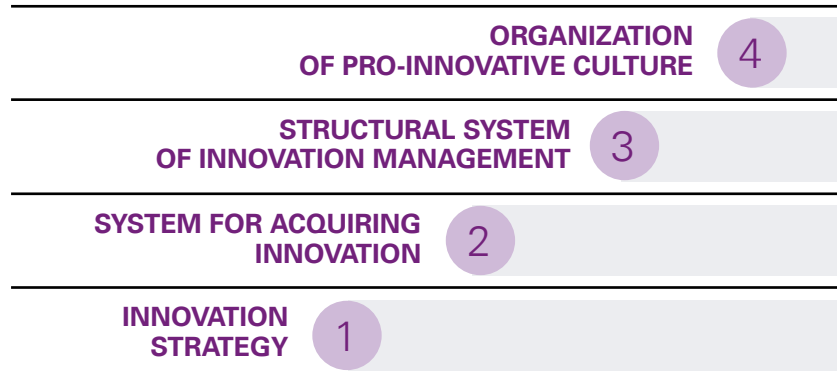 ORGANIZATION
OF PRO-INNOVATIVE CULTURE
4
STRUCTURAL SYSTEM
OF INNOVATION MANAGEMENT
3
SYSTEM FOR ACQUIRING
INNOVATION
2
INNOVATION
STRATEGY
1